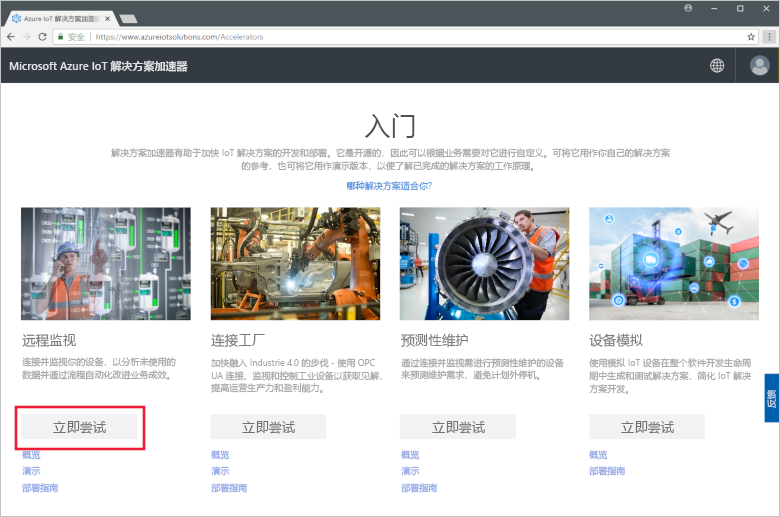 Azure IoT 解决方案加速器
安全 | https://www.azureiotsolutions.com/Accelerators
Microsoft Azure IoT 解决方案加速器
入门
解决方案加速器有助于加快 IoT 解决方案的开发和部署。它是开源的，因此可以根据业务需要对它进行自定义。可将它用作你自己的解决方案
的参考，也可将它用作演示版本，以便了解已完成的解决方案的工作原理。
哪种解决方案适合你?
远程监视
连接并监视你的设备，以分析未使用的
数据并通过流程自动化改进业务成效。
立即尝试
概览
演示
部署指南
连接工厂
加快融入 Industrie 4.0 的步伐 - 使用 OPC
UA 连接、监视和控制工业设备以获取见解，
提高运营生产力和盈利能力。
立即尝试
概览
演示
部署指南
预测性维护
通过连接并监视需进行预测性维护的设备
来预测维护需求，避免计划外停机。
立即尝试
概览
演示
部署指南
设备模拟
使用模拟 IoT 设备在整个软件开发生命周
期中生成和测试解决方案，简化 IoT 解决
方案开发。
立即尝试
概览
部署指南
反馈